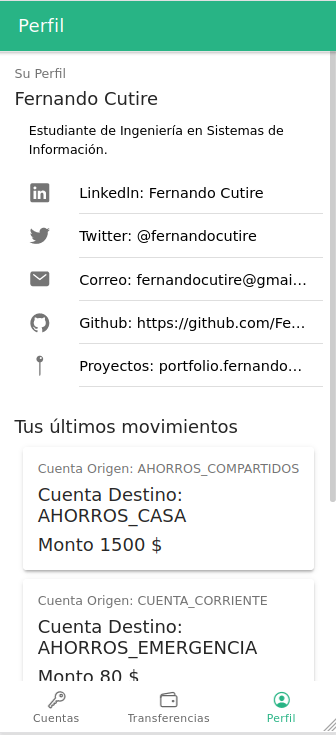 Perfil
Su Perfil
Fernando Cutire
Estudiante de Ingeniería en Sistemas de
Información.
LinkedIn: Fernando Cutire
Twitter: @fernandocutire
Correo: fernandocutire@gmai...
Github: https://github.com/Fe...
Proyectos: portfolio.fernando...
Tus últimos movimientos
Cuenta Origen: AHORROS_COMPARTIDOS
Cuenta Destino:
AHORROS_CASA
Monto 1500 $
Cuenta Origen: CUENTA_CORRIENTE
Cuenta Destino:
AHORROS_EMERGENCIA
Monto 80 $
Cuentas
Transferencias
Perfil